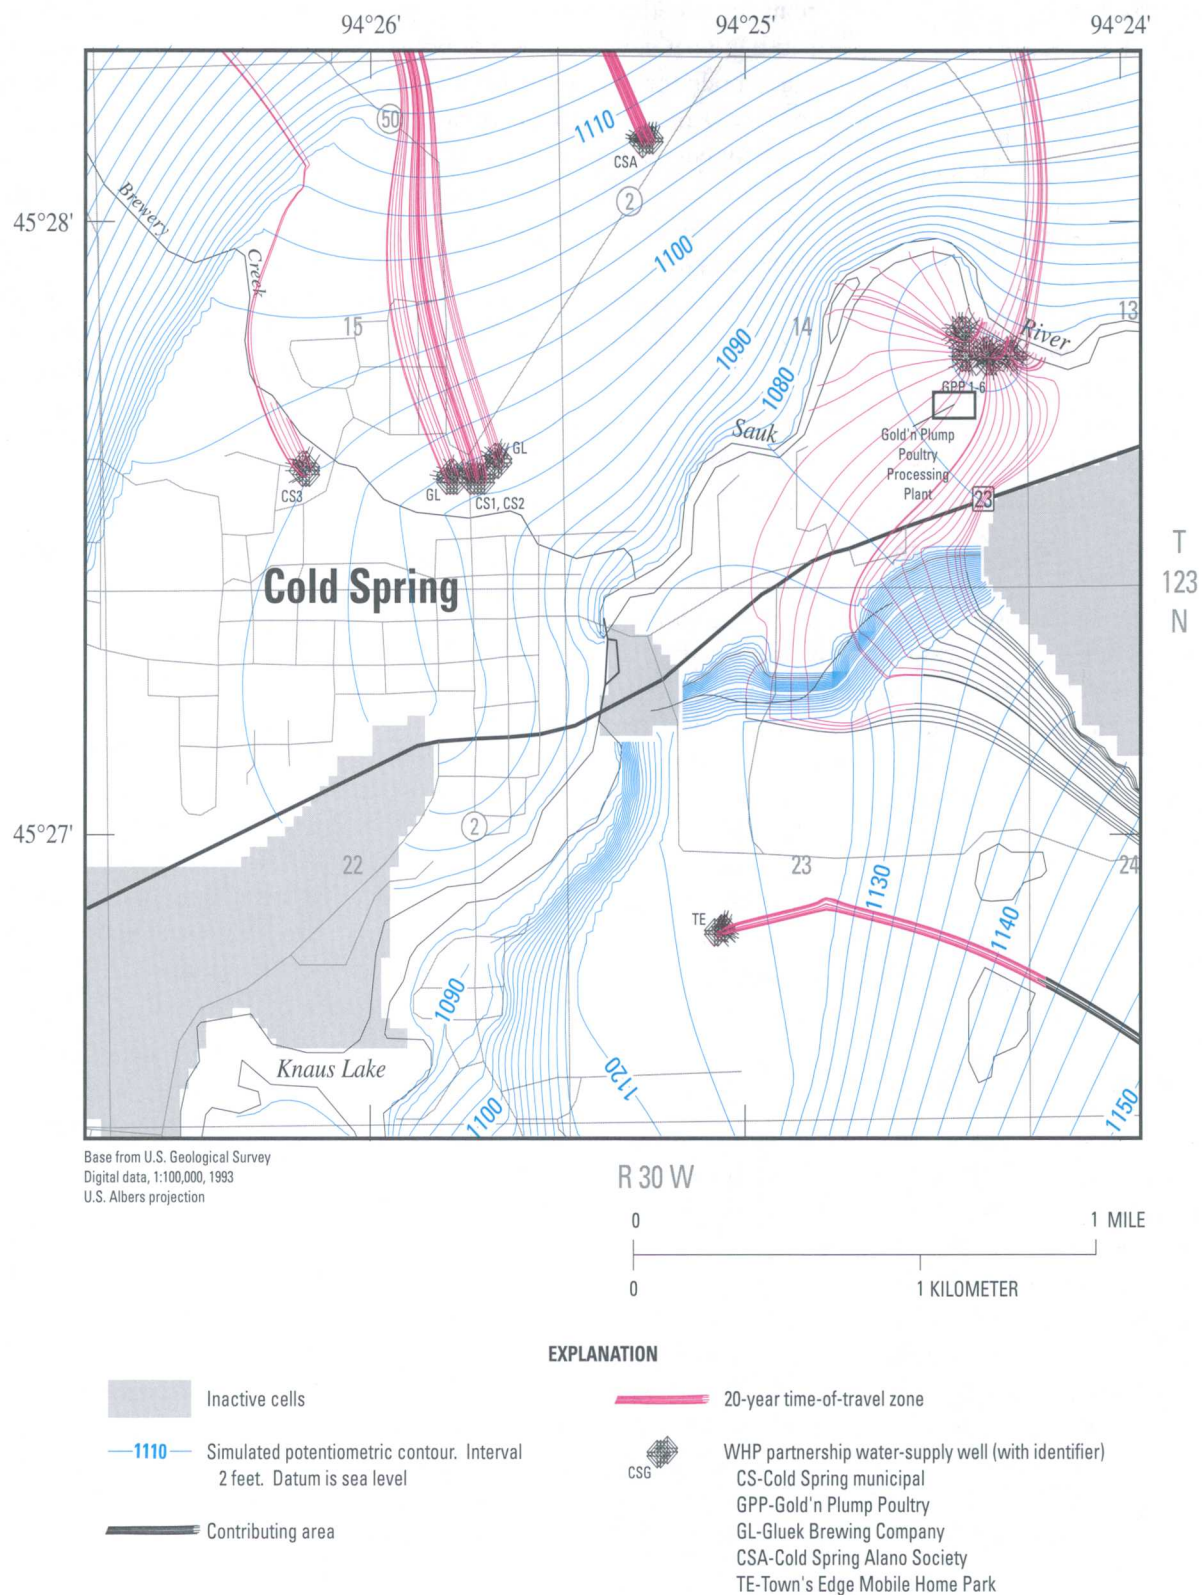 94°26'
94°25'
94°24'
50
1110
CSA
2
Brewery
45°28'
1100
Creek
15
14
13
River
1090
GPP 1-6
1080
Sauk
Gold'n Plump
Poultry
Processing
Plant
GL
CS3
GL
CS1, CS2
23
T
123
N
Cold Spring
45°27'
2
22
23
24
1130
TE
1140
1090
Knaus Lake
1120
1100
1150
Base from U.S. Geological Survey
Digital data, 1:100,000, 1993
U.S. Albers projection
R 30 W
0
1 MILE
0
1 KILOMETER
EXPLANATION
Inactive cells
20-year time-of-travel zone
1110
Simulated potentiometric contour. Interval
2 feet. Datum is sea level
CSG
WHP partnership water-supply well (with identifier)
CS-Cold Spring municipal
GPP-Gold'n Plump Poultry
Contributing area
GL-Gluek Brewing Company
CSA-Cold Spring Alano Society
TE-Town's Edge Mobile Home Park